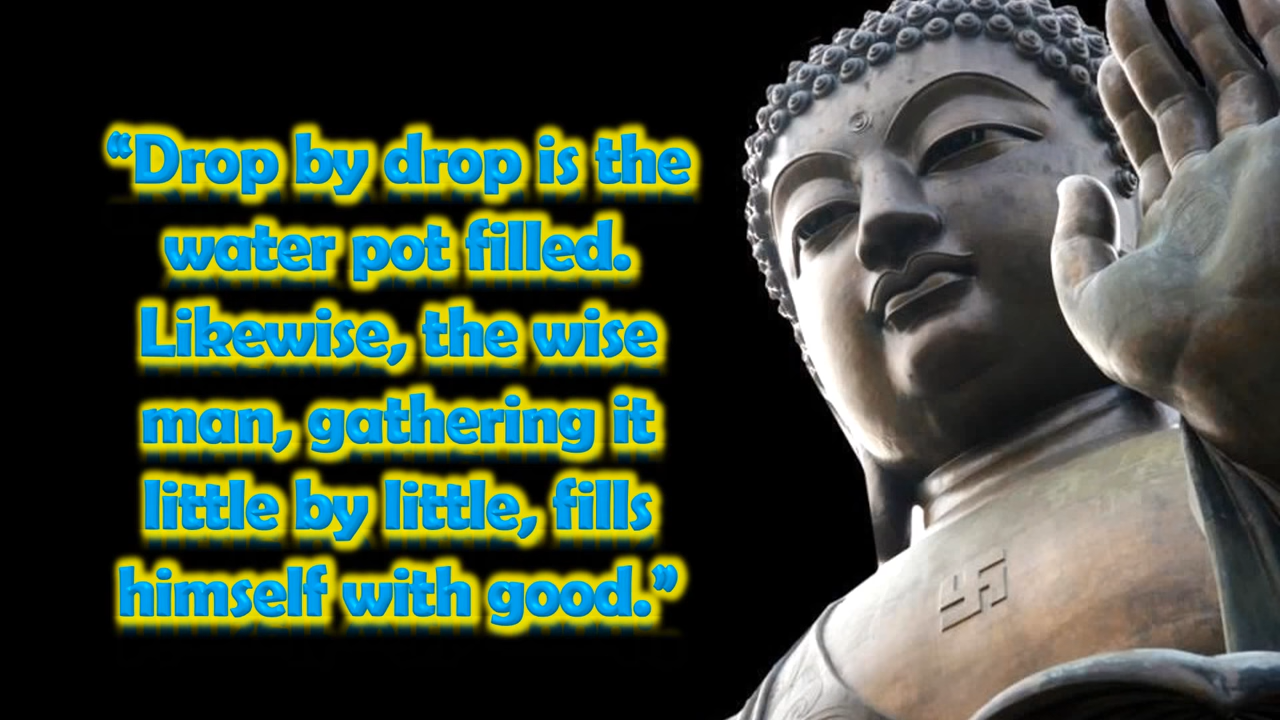 “Drop by drop is the
water pot filled.
Likewise, the wise
man, gathering it
little by little, fills
himself with good.”